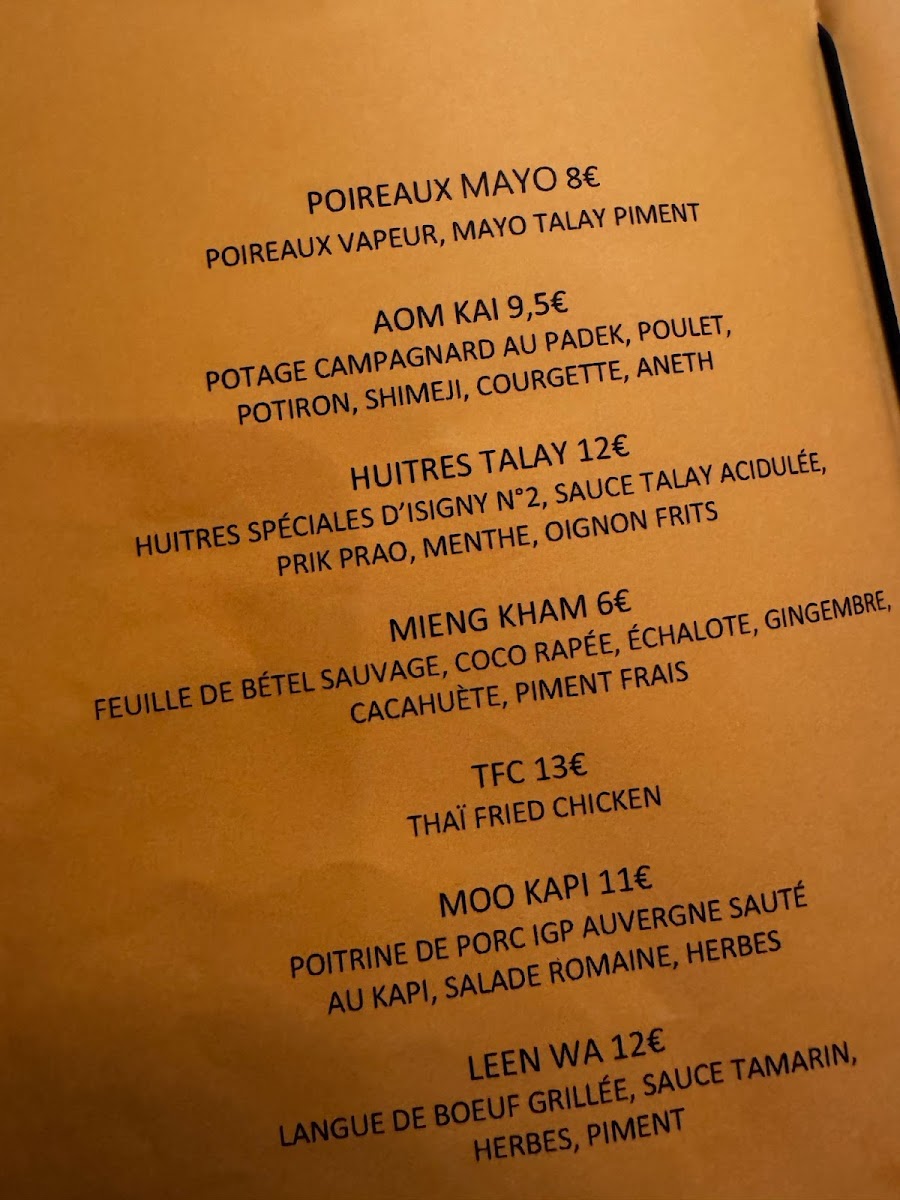 POIREAUX MAYO 8€
POIREAUX VAPEUR, MAYO TALAY PIMENT
AOM KAI 9,5€
POTAGE CAMPAGNARD AU PADEK, POULET,
POTIRON, SHIMEJI, COURGETTE, ANETH
HUITRES TALAY 12€
HUITRES SPÉCIALES D'ISIGNY N°2, SAUCE TALAY ACIDULÉE,
PRIK PRAO, MENTHE, OIGNON FRITS
MIENG KHAM 6€
FEUILLE DE BÉTEL SAUVAGE, COCO RAPÉE, ÉCHALOTE, GINGEMBRE,
CACAHUÈTE, PIMENT FRAIS
TFC 13€
THAÏ FRIED CHICKEN
MOO KAPI 11€
POITRINE DE PORC IGP AUVERGNE SAUTÉ
AU KAPI, SALADE ROMAINE, HERBES
LEEN WA 12€
LANGUE DE BOEUF GRILLÉE, SAUCE TAMARIN,
HERBES, PIMENT